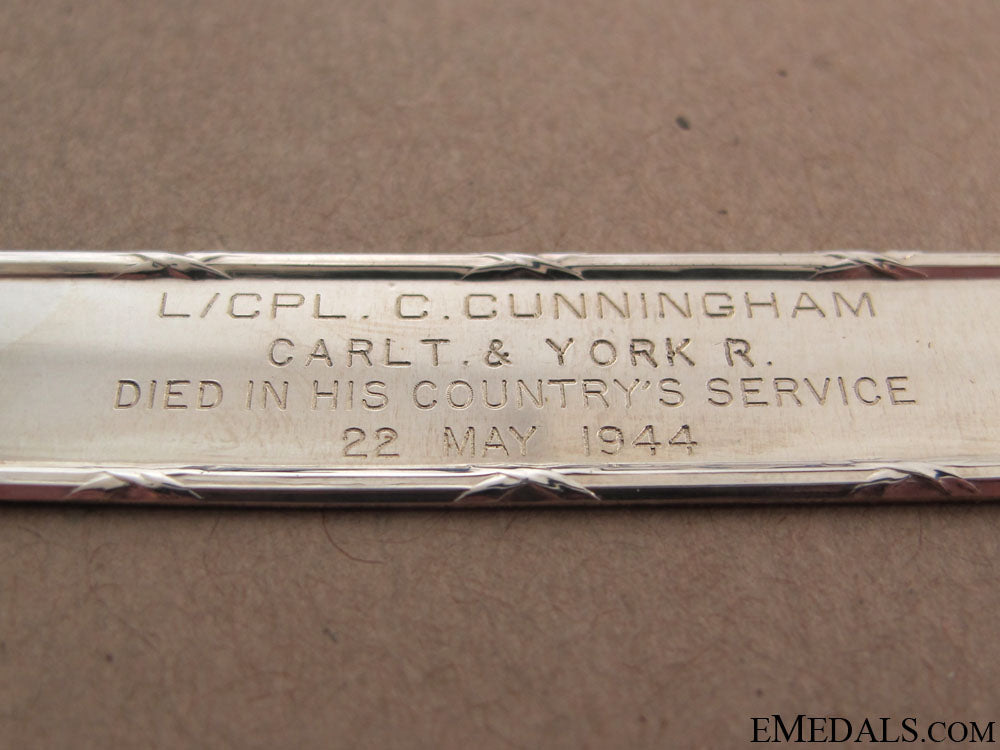 L/CPL. C. CUNNINGHAM
CARLT. & YORK R.
DIED IN HIS COUNTRY'S SERVICE
22 MAY 1944
EMEDALS.COM